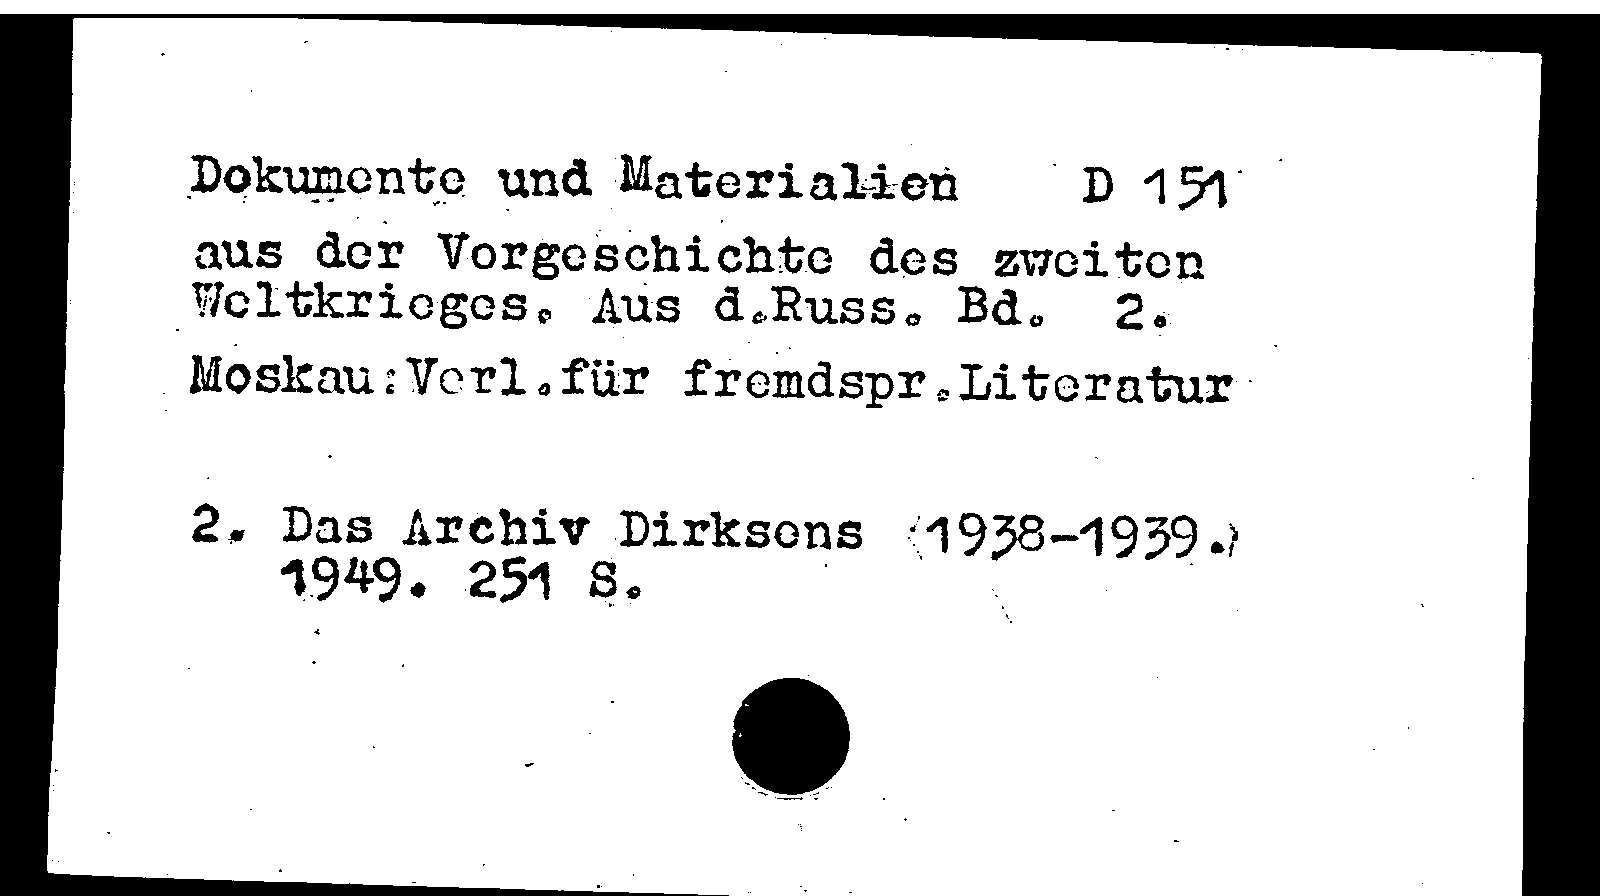 Dokumente und Materialien D 151
aus der Vorgeschichte des zweiten
Weltkrieges. Aus d.Russ. Bd. 2.
Moskau:Verl.für fremdspr.Literatur
2. Das Archiv Dirksens (1938-1939.)
1949. 251 S.